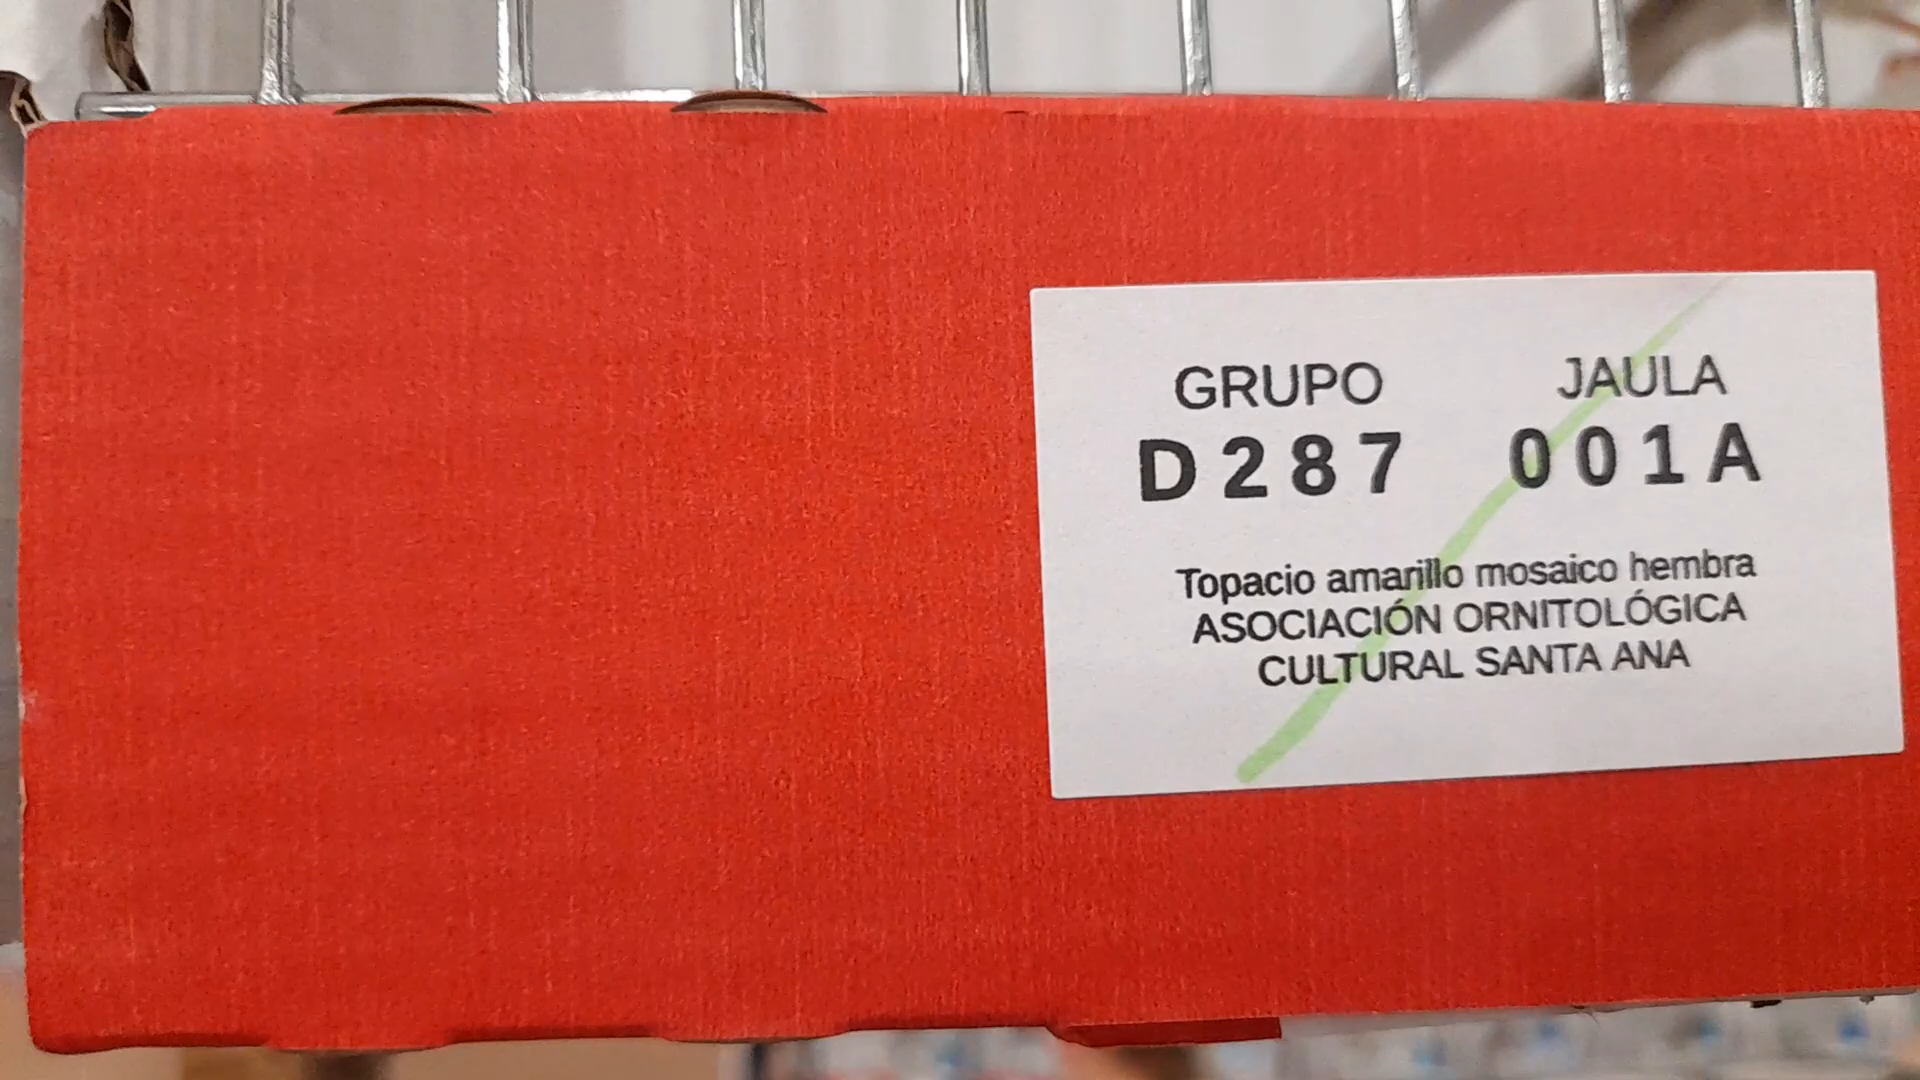 GRUPO JAULA
D287 001A
Topacio amarillo mosaico hembra
ASOCIACIÓN ORNITOLÓGICA
CULTURAL SANTA ANA